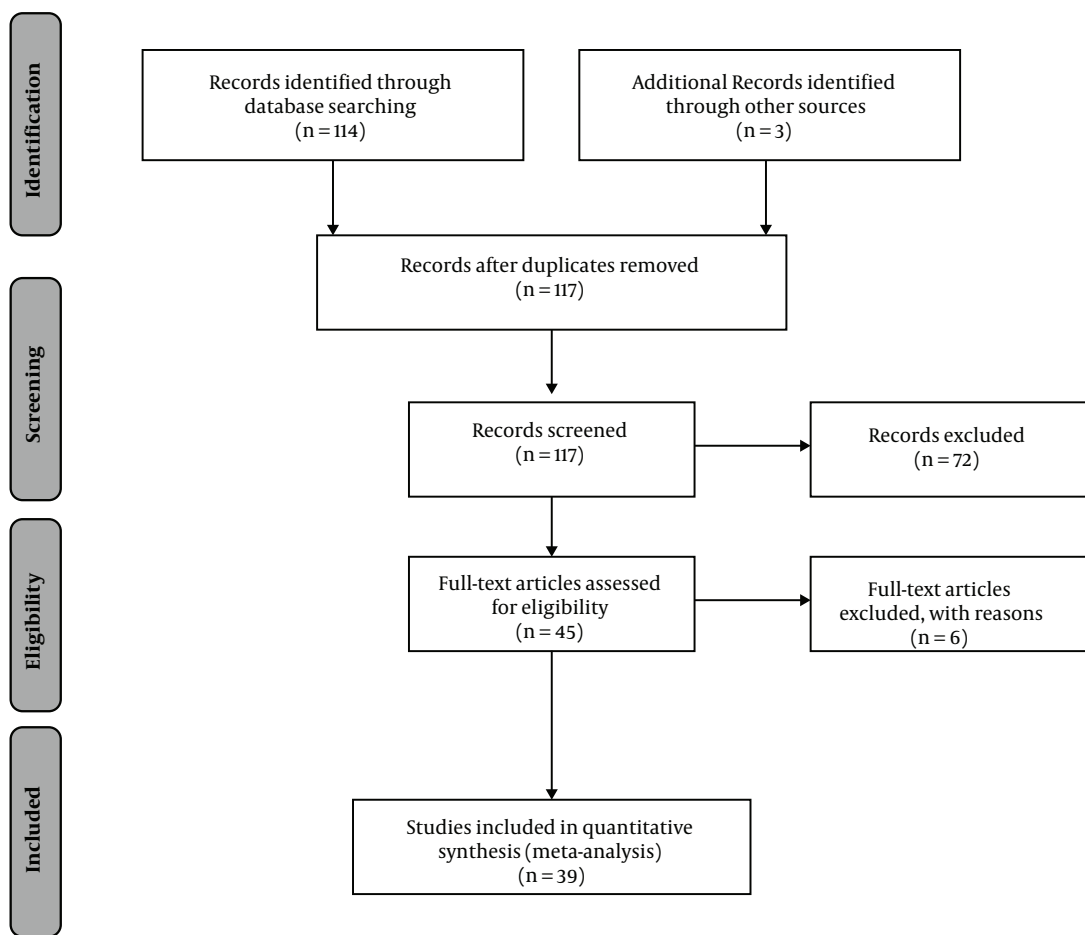 Identification
Records identified through
database searching
(n = 114)
Additional Records identified
through other sources
(n = 3)
Records after duplicates removed
(n = 117)
Screening
Records screened
(n = 117)
Records excluded
(n = 72)
Eligibility
Full-text articles assessed
for eligibility
(n = 45)
Full-text articles
excluded, with reasons
(n = 6)
Included
Studies included in quantitative
synthesis (meta-analysis)
(n = 39)